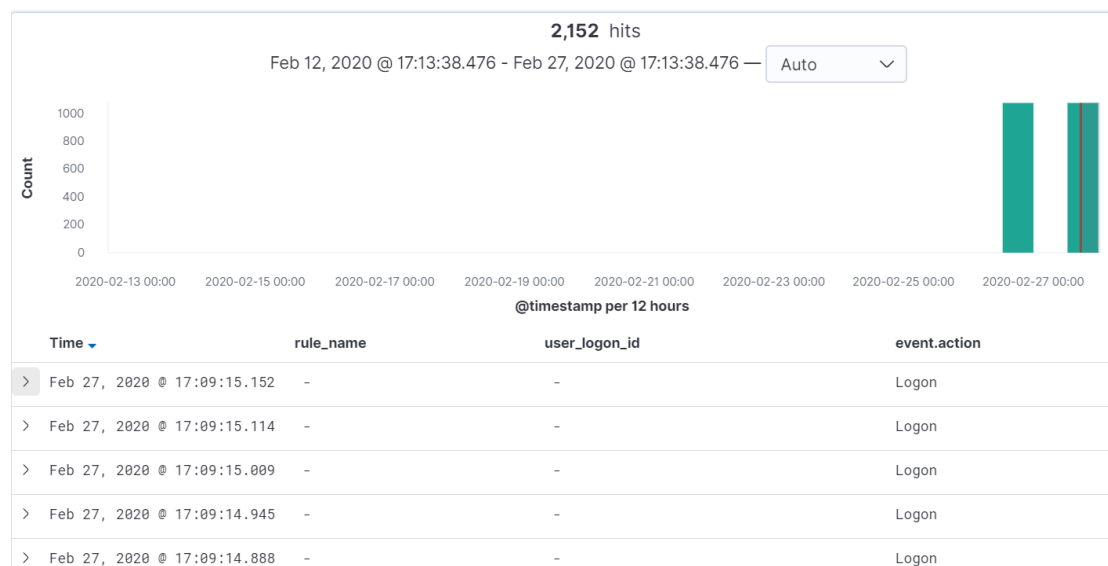 2,152 hits
Feb 12, 2020 @ 17:13:38.476 - Feb 27, 2020 @ 17:13:38.476 — Auto
1000
800
600
400
200
0
Count
2020-02-13 00:00 2020-02-15 00:00 2020-02-17 00:00 2020-02-19 00:00 2020-02-21 00:00 2020-02-23 00:00 2020-02-25 00:00 2020-02-27 00:00
@timestamp per 12 hours
Time rule_name user_logon_id event.action
> Feb 27, 2020 @ 17:09:15.152 - - Logon
> Feb 27, 2020 @ 17:09:15.114 - - Logon
> Feb 27, 2020 @ 17:09:15.009 - - Logon
> Feb 27, 2020 @ 17:09:14.945 - - Logon
> Feb 27, 2020 @ 17:09:14.888 - - Logon